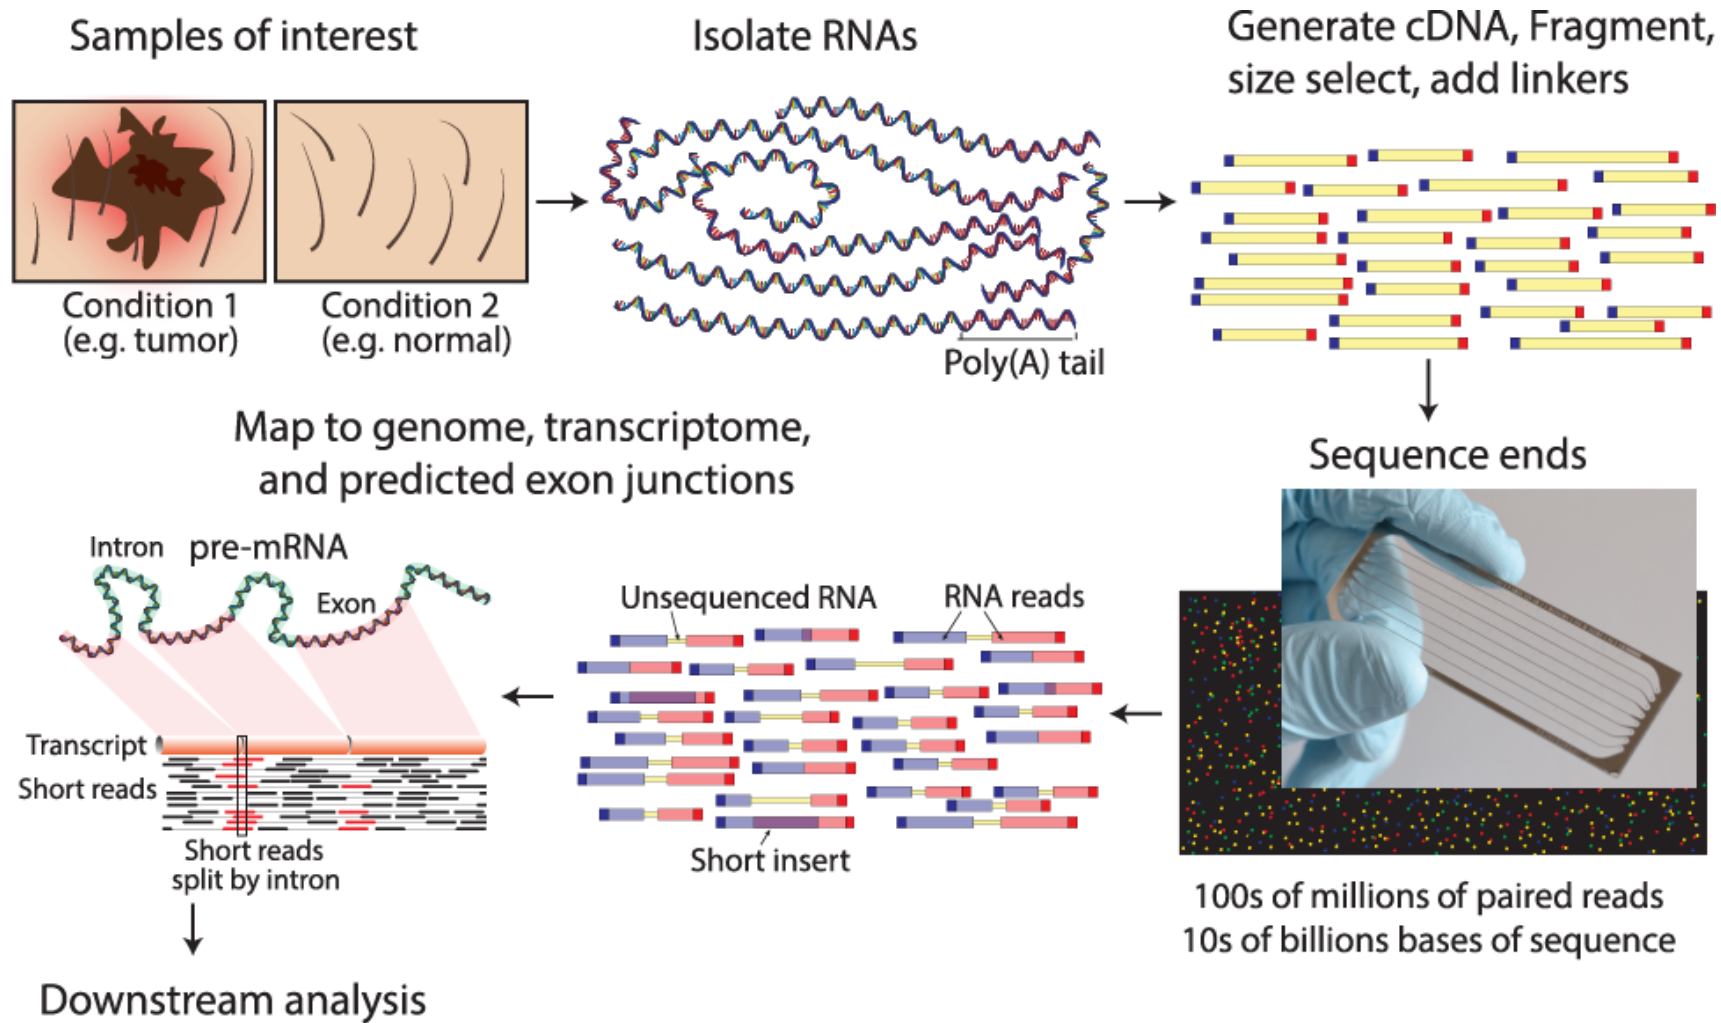 Samples of interest
Condition 1
(e.g. tumor)
Condition 2
(e.g. normal)
Isolate RNAs
Poly(A) tail
Generate cDNA, Fragment,
size select, add linkers
Sequence ends
100s of millions of paired reads
10s of billions bases of sequence
Unsequenced RNA
RNA reads
Short insert
Map to genome, transcriptome,
and predicted exon junctions
Intron
pre-mRNA
Exon
Transcript
Short reads
Short reads
split by intron
Downstream analysis